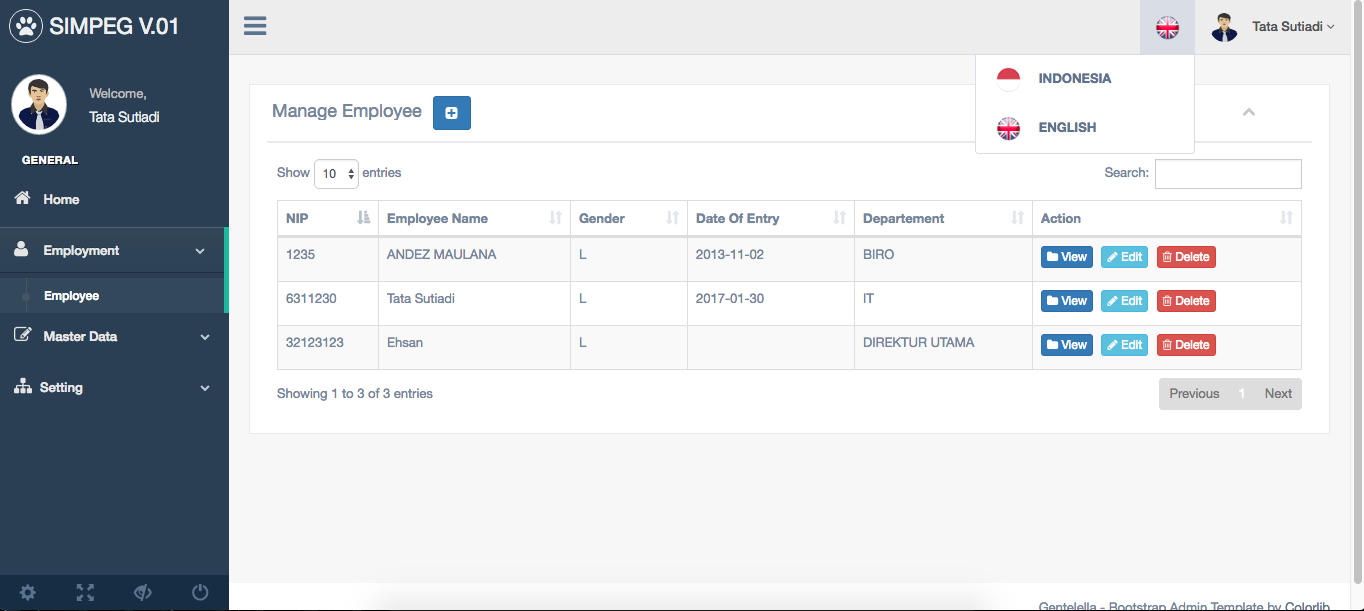 SIMPEG V.01
Tata Sutiadi
Welcome,
Tata Sutiadi
GENERAL
Home
Employment
Employee
Master Data
Setting
INDONESIA
ENGLISH
Manage Employee
Show 10 entries
Search:
NIP Employee Name Gender Date Of Entry Departement Action
1235 ANDEZ MAULANA L 2013-11-02 BIRO View Edit Delete
6311230 Tata Sutiadi L 2017-01-30 IT View Edit Delete
32123123 Ehsan L DIREKTUR UTAMA View Edit Delete
Showing 1 to 3 of 3 entries
Previous 1 Next
Gentelella - Bootstrap Admin Template by Colorlib